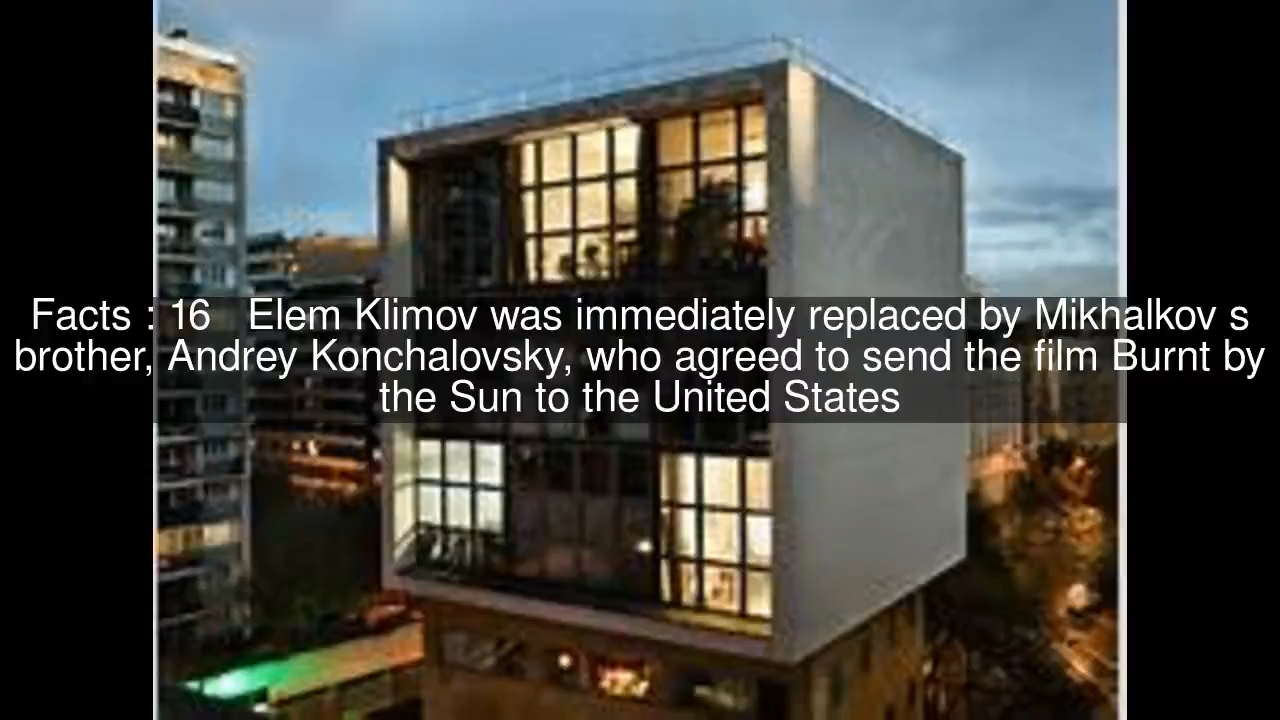 Facts : 16 Elem Klimov was immediately replaced by Mikhalkov s
brother, Andrey Konchalovsky, who agreed to send the film Burnt by
the Sun to the United States